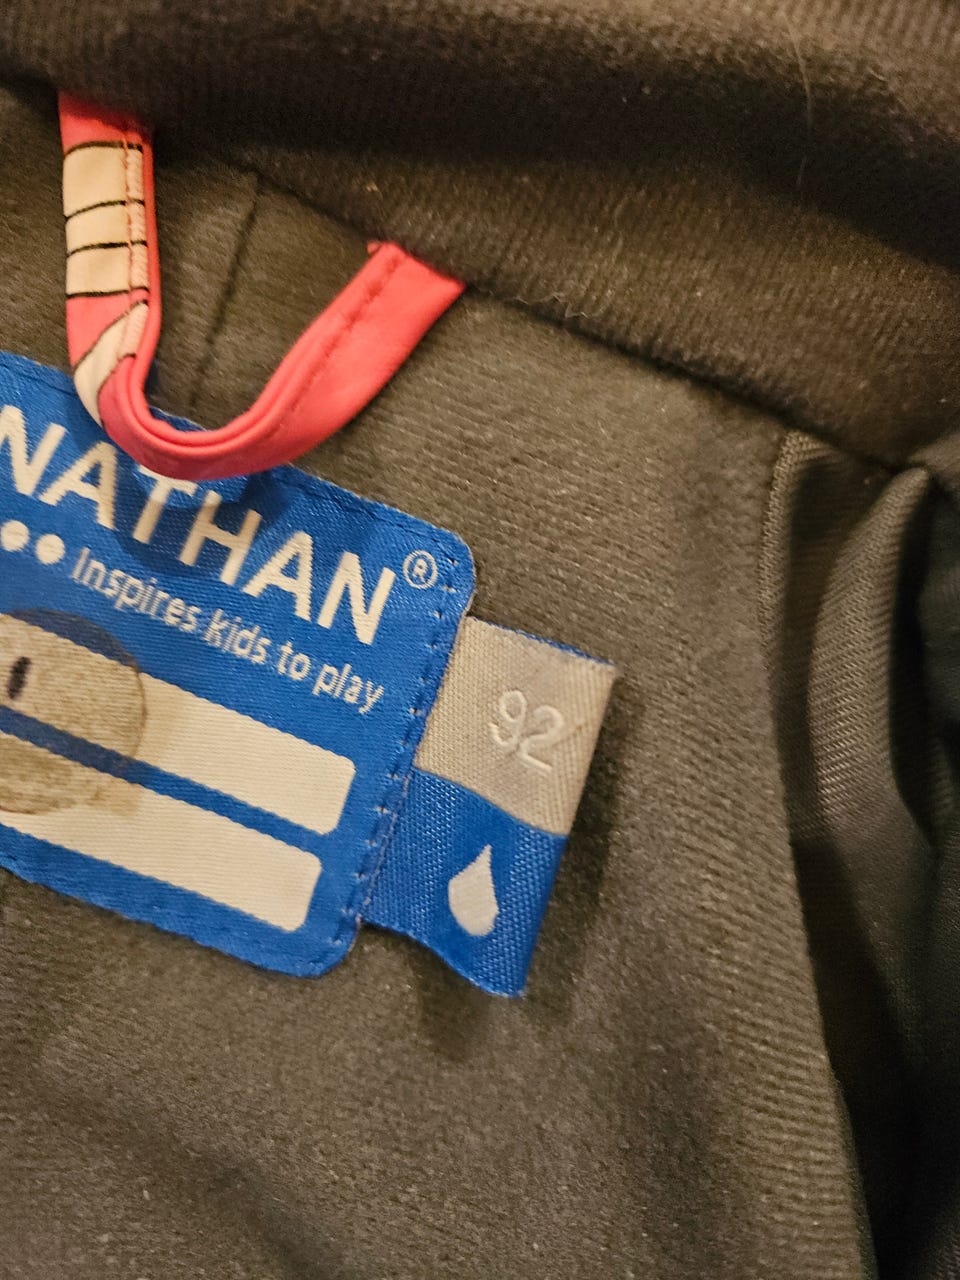 NATHAN®
Inspires kids to play
92